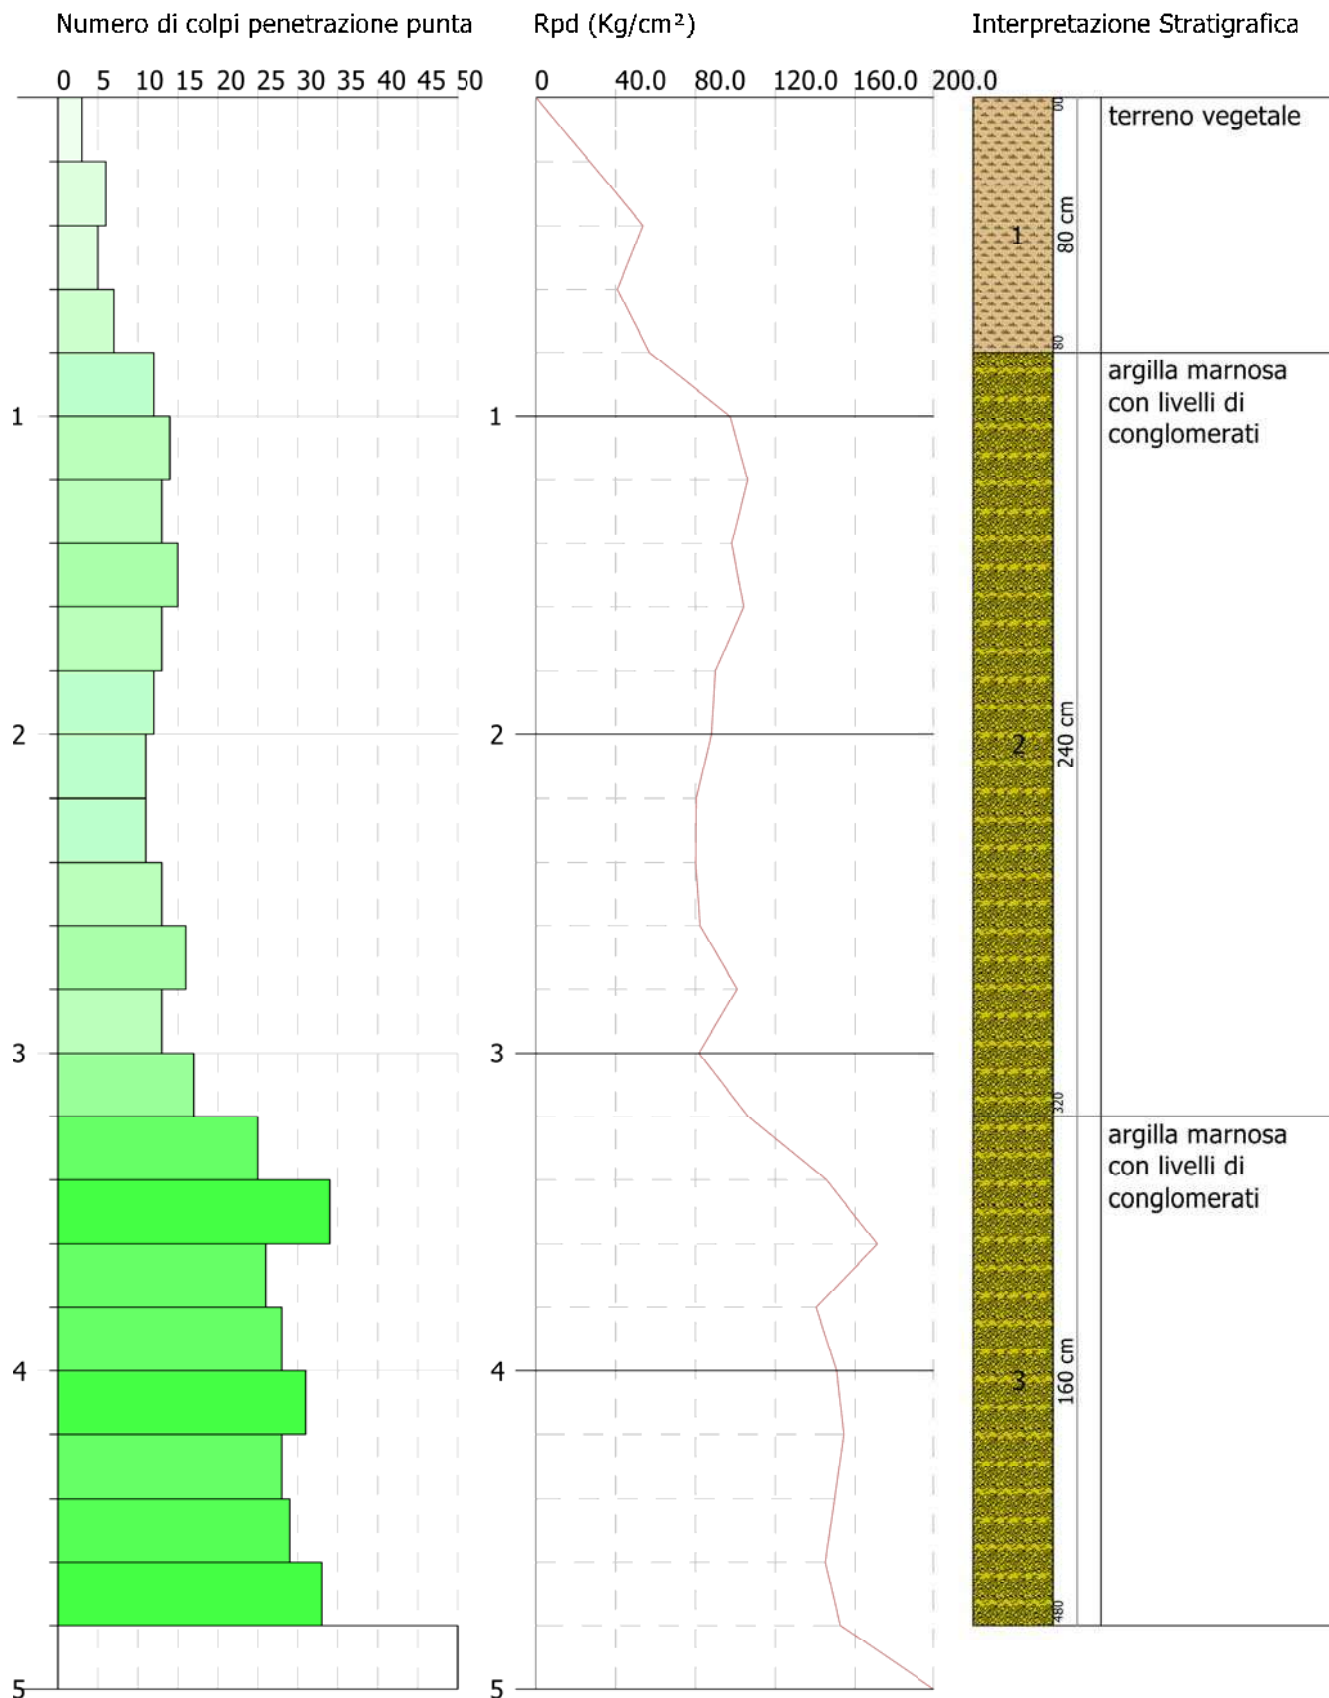 Numero di colpi penetrazione punta
Rpd (Kg/cm²)
Interpretazione Stratigrafica
0 5 10 15 20 25 30 35 40 45 50
0 40.0 80.0 120.0 160.0 200.0
00
terreno vegetale
1
80 cm
80
argilla marnosa
con livelli di
conglomerati
1
1
2
2
2
240 cm
3
3
320
argilla marnosa
con livelli di
conglomerati
4
4
3
160 cm
480
5
5